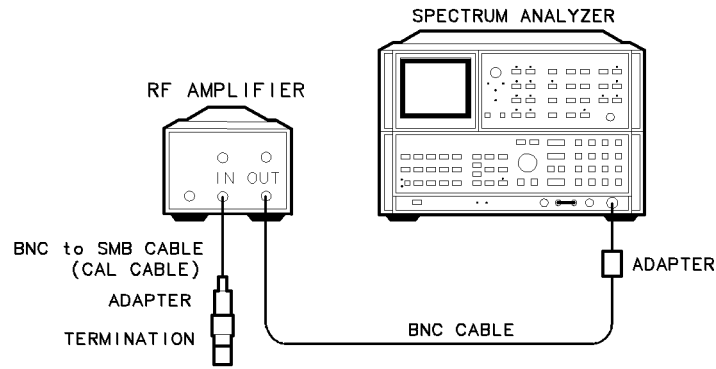 SPECTRUM ANALYZER
RF AMPLIFIER
IN OUT
BNC to SMB CABLE
(CAL CABLE)
ADAPTER
ADAPTER
TERMINATION
BNC CABLE